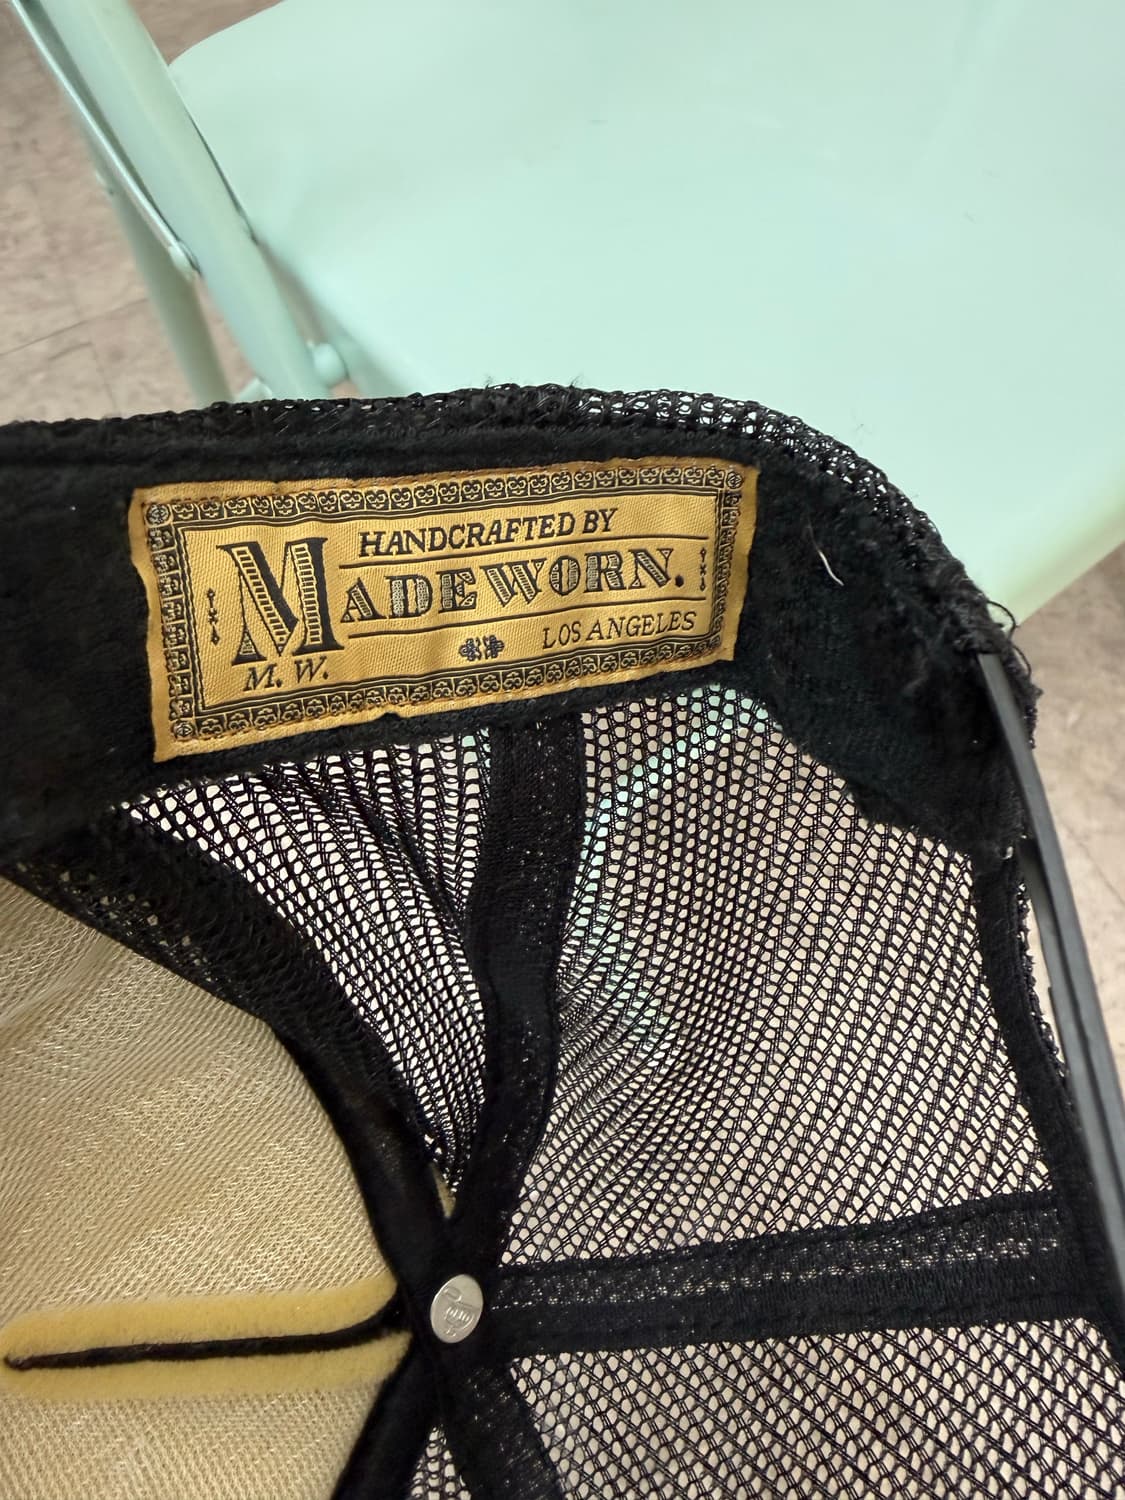 HANDCRAFTED BY
MADEWORN.
LOS ANGELES
M. W.